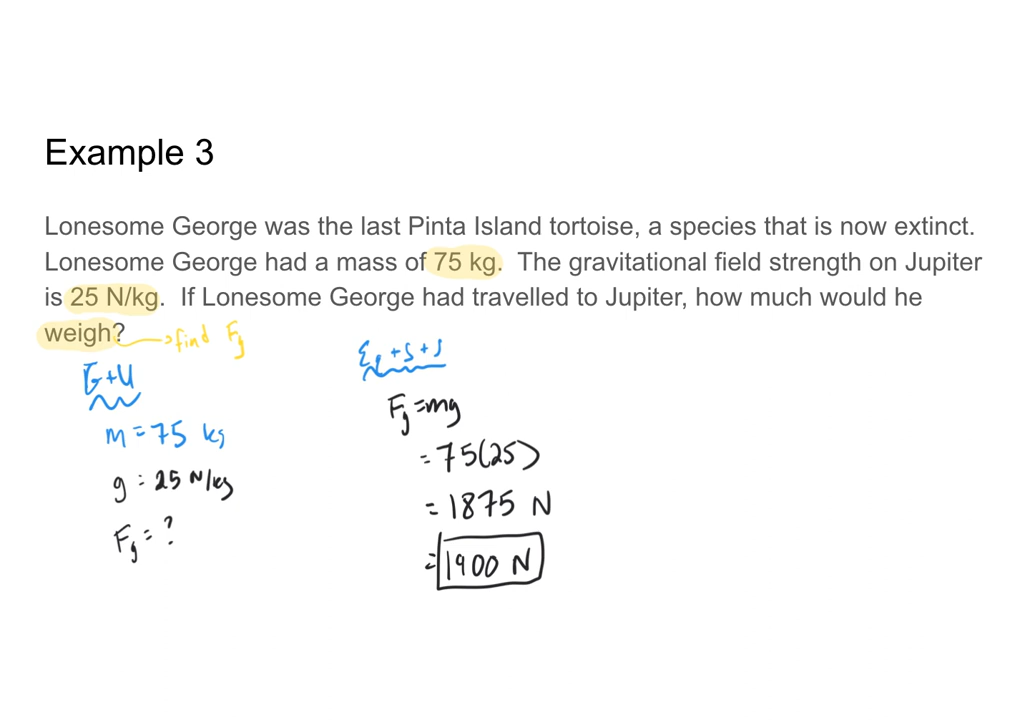 Example 3
Lonesome George was the last Pinta Island tortoise, a species that is now extinct.
Lonesome George had a mass of 75 kg. The gravitational field strength on Jupiter
is 25 N/kg. If Lonesome George had travelled to Jupiter, how much would he
weigh? → find Fg
G+U
m = 75 kg
g = 25 N/kg
Fg = ?
Eq + S + S
Fg = mg
= 75(25)
= 1875 N
= 1900 N